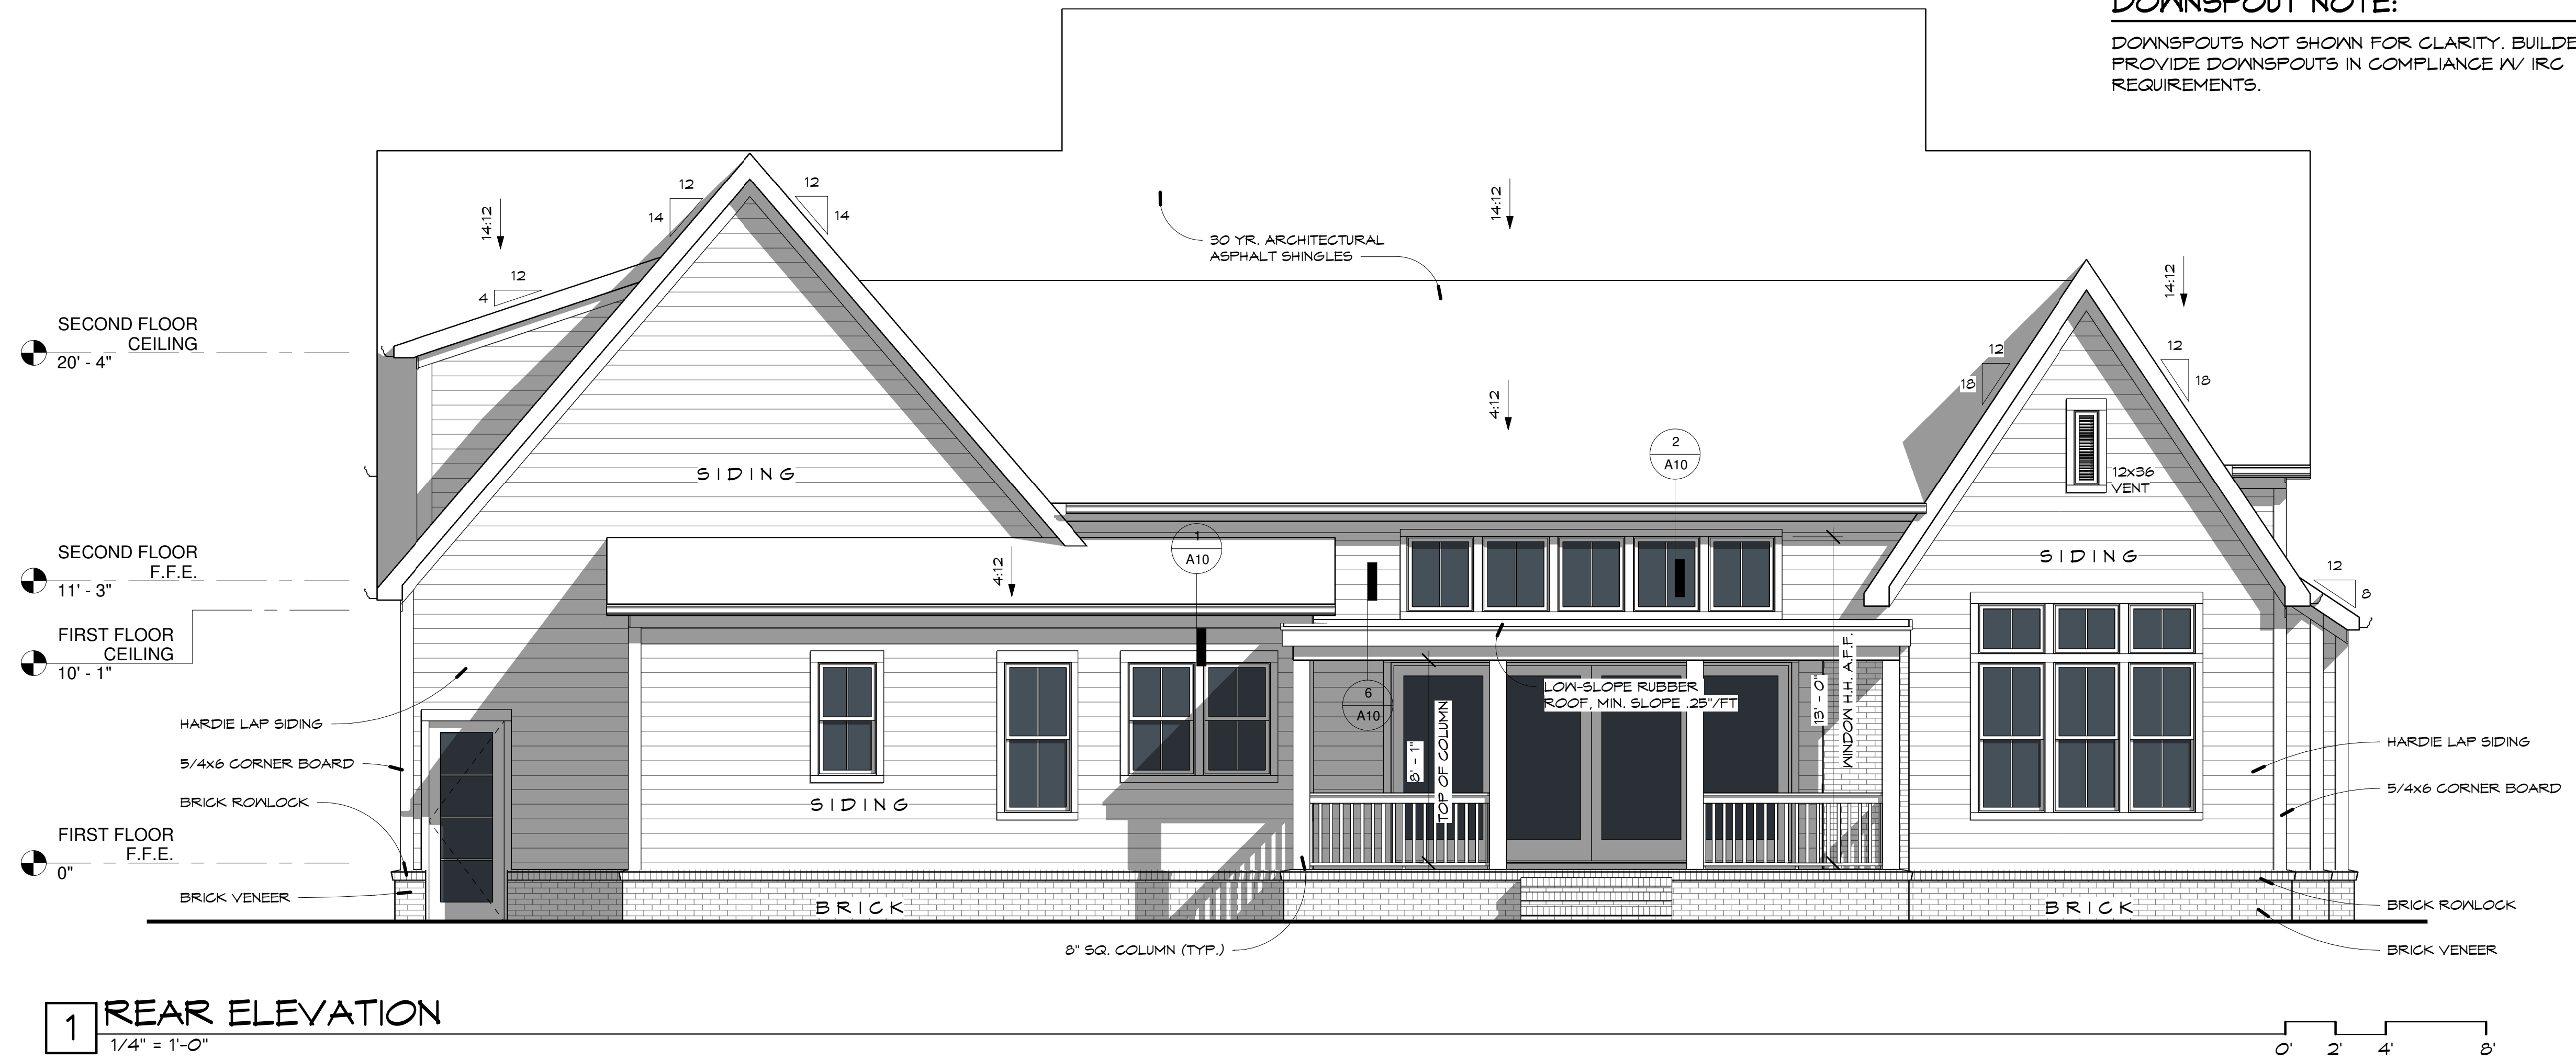 DOWNSPOUT NOTE:
DOWNSPOUTS NOT SHOWN FOR CLARITY. BUILDE
PROVIDE DOWNSPOUTS IN COMPLIANCE W/ IRC
REQUIREMENTS.
12
14
12
14
14:12
14:12
30 YR. ARCHITECTURAL
ASPHALT SHINGLES
14:12
12
4
SECOND FLOOR
CEILING
20' - 4"
12
18
12
18
4:12
2
A10
SIDING
12x36
VENT
1
A10
SECOND FLOOR
F.F.E.
11' - 3"
4:12
SIDING
12
8
FIRST FLOOR
CEILING
10' - 1"
6
A10
LOW-SLOPE RUBBER
ROOF, MIN. SLOPE .25"/FT
13' - 0"
WINDOW H.H. A.F.F.
8' - 1"
TOP OF COLUMN
HARDIE LAP SIDING
5/4x6 CORNER BOARD
BRICK ROWLOCK
SIDING
HARDIE LAP SIDING
5/4x6 CORNER BOARD
FIRST FLOOR
F.F.E.
0"
BRICK VENEER
BRICK
BRICK
BRICK ROWLOCK
BRICK VENEER
8" SQ. COLUMN (TYP.)
1
REAR ELEVATION
1/4" = 1'-0"
0' 2' 4' 8'